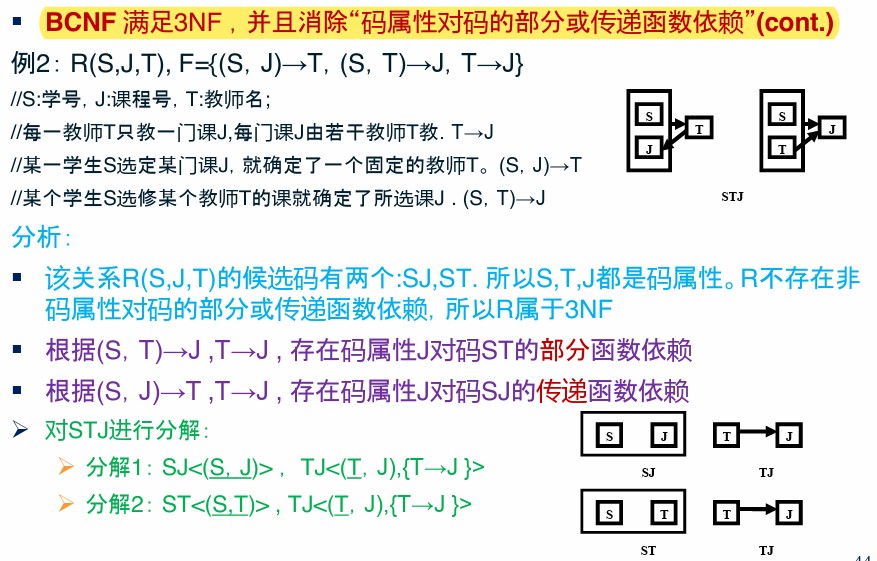 BCNF 满足3NF ，并且消除“码属性对码的部分或传递函数依赖”(cont.)
例2：R(S,J,T), F={(S，J)→T，(S，T)→J，T→J}
//S:学号，J:课程号，T:教师名；
//每一教师T只教一门课J,每门课J由若干教师T教．T→J
//某一学生S选定某门课J，就确定了一个固定的教师T。(S，J)→T
//某个学生S选修某个教师T的课就确定了所选课J．(S，T)→J
S
J
T
S
T
J
STJ
分析：
该关系R(S,J,T)的候选码有两个:SJ,ST. 所以S,T,J都是码属性。R不存在非
码属性对码的部分或传递函数依赖，所以R属于3NF
根据(S，T)→J ,T→J , 存在码属性J对码ST的部分函数依赖
根据(S，J)→T ,T→J , 存在码属性J对码SJ的传递函数依赖
对STJ进行分解：
分解1：SJ<(S, J)> ，TJ<(T, J),{T→J }>
分解2：ST<(S,T)> , TJ<(T, J),{T→J }>
S J T J
SJ TJ
S T T J
ST TJ
44